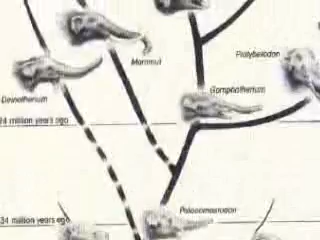 Mammut
Platybelodon
Deinotherium
Gomphotherium
24 million years ago
Palaeomastodon
34 million years ago